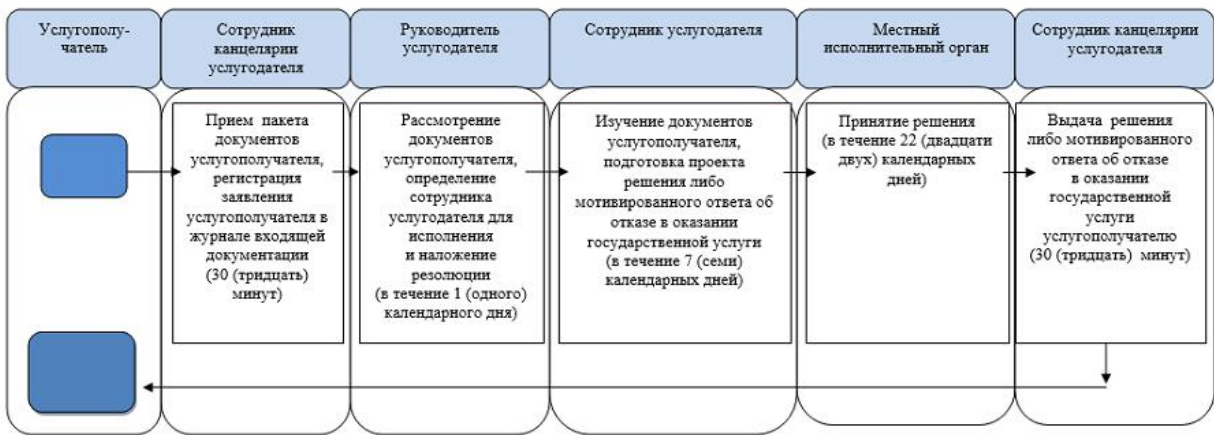 Услугополу-
чатель
Сотрудник
канцелярии
услугодателя
Руководитель
услугодателя
Сотрудник услугодателя
Местный
исполнительный орган
Сотрудник канцелярии
услугодателя
Прием пакета
документов
услугополучателя,
регистрация
заявления
услугополучателя в
журнале входящей
документации
(30 (тридцать)
минут)
Рассмотрение
документов
услугополучателя,
определение
сотрудника
услугодателя для
исполнения
и наложение
резолюции
(в течение 1 (одного)
календарного дня)
Изучение документов
услугополучателя,
подготовка проекта
решения либо
мотивированного ответа об
отказе в оказании
государственной услуги
(в течение 7 (семи)
календарных дней)
Принятие решения
(в течение 22 (двадцати
двух) календарных
дней)
Выдача решения
либо мотивированного
ответа об отказе
в оказании
государственной
услуги
услугополучателю
(30 (тридцать) минут)